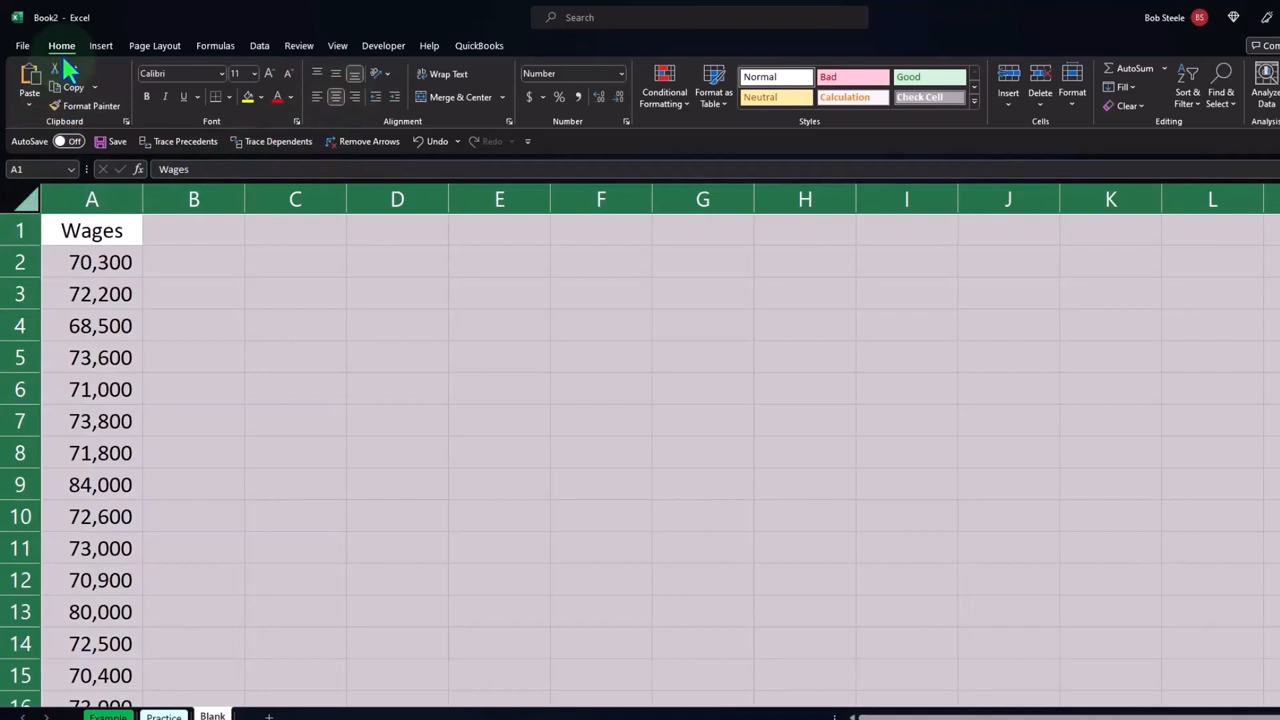 Book2 - Excel
Search
Bob Steele BS
File Home Insert Page Layout Formulas Data Review View Developer Help QuickBooks
Paste
Copy
Format Painter
Clipboard
Calibri 11
B I U
Font
Wrap Text
Merge & Center
Alignment
Number
$ % ,
Number
Conditional Formatting
Format as Table
Normal Bad Good
Neutral Calculation Check Cell
Styles
Insert Delete Format
Cells
AutoSum
Fill
Clear
Sort & Filter
Find & Select
Editing
Analyze Data
Analysis
AutoSave Off Save Trace Precedents Trace Dependents Remove Arrows Undo Redo
A1 fx Wages
A B C D E F G H I J K L
1 Wages
2 70,300
3 72,200
4 68,500
5 73,600
6 71,000
7 73,800
8 71,800
9 84,000
10 72,600
11 73,000
12 70,900
13 80,000
14 72,500
15 70,400
16
Example Practice Blank